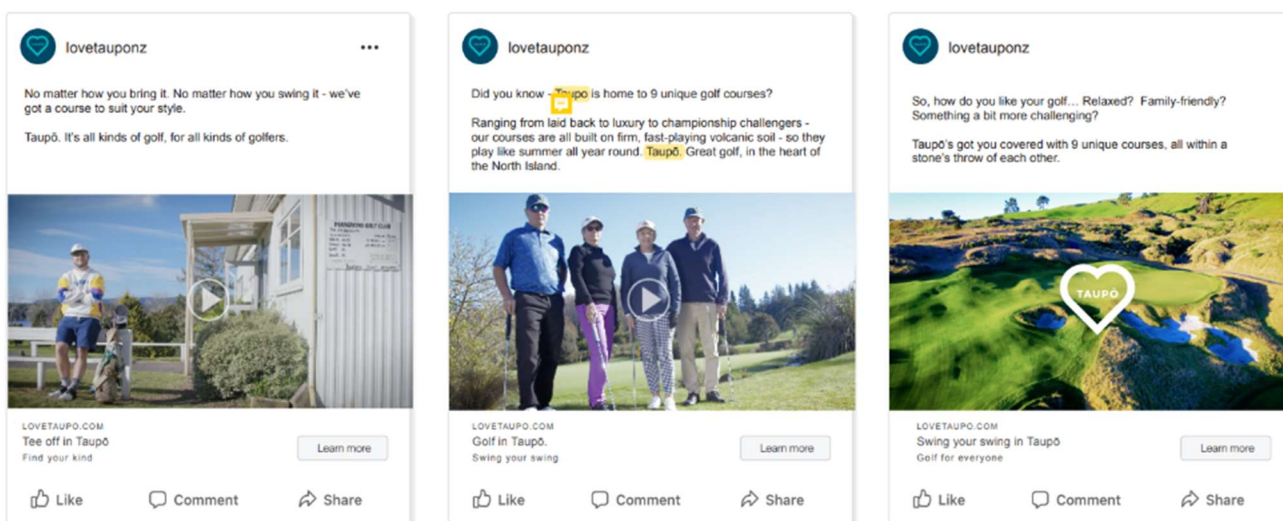 lovetauponz
No matter how you bring it. No matter how you swing it - we've
got a course to suit your style.
Taupō. It's all kinds of golf, for all kinds of golfers.
GOLF CLUB
LOVETAUPO.COM
Tee off in Taupō
Find your kind
Learn more
Like
Comment
Share
lovetauponz
Did you know - Taupo is home to 9 unique golf courses?
Ranging from laid back to luxury to championship challengers -
our courses are all built on firm, fast-playing volcanic soil - so they
play like summer all year round. Taupō. Great golf, in the heart of
the North Island.
LOVETAUPO.COM
Golf in Taupō.
Swing your swing
Learn more
Like
Comment
Share
lovetauponz
So, how do you like your golf… Relaxed? Family-friendly?
Something a bit more challenging?
Taupō's got you covered with 9 unique courses, all within a
stone's throw of each other.
TAUPŌ
LOVETAUPO.COM
Swing your swing in Taupō
Golf for everyone
Learn more
Like
Comment
Share